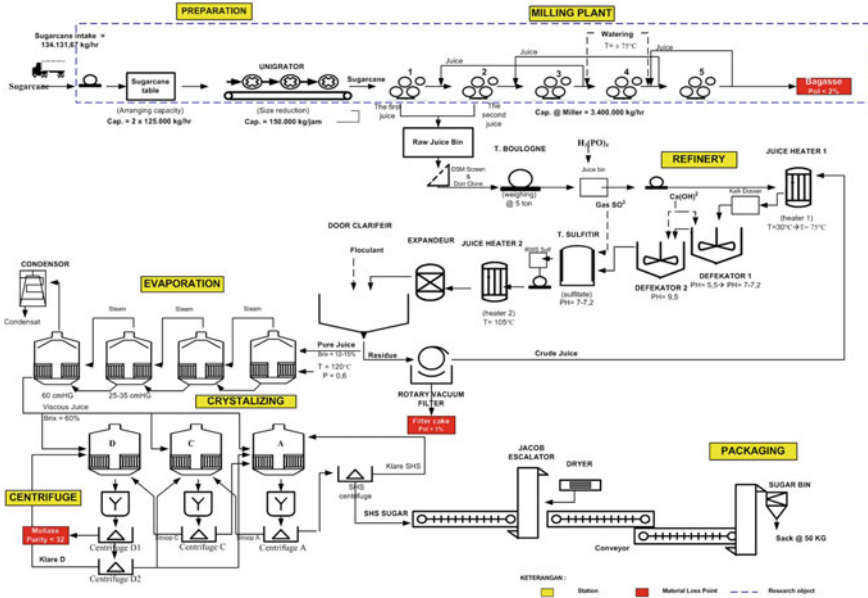 PREPARATION
MILLING PLANT
Sugarcane intake =
134.131,67 kg/hr
Sugarcane
Sugarcane
table
(Arranging capacity)
Cap. = 2 x 125.000 kg/hr
UNIGRATOR
(Size reduction)
Cap. = 150.000 kg/jam
Sugarcane
1
2
3
4
5
Juice
Juice
Watering
T= ± 75°C
Juice
Bagasse
Pol < 2%
The first
juice
The
second
juice
Cap. @ Miller = 3.400.000 kg/hr
Raw Juice Bin
DSM Screen
&
Dorr Clone
T. BOULOGNE
(weighing)
@ 5 ton
H3(PO)4
Juice bin
Gas SO2
REFINERY
JUICE HEATER 1
Ca(OH)2
Kalk Dosser
(heater 1)
T=30°C→T= 75°C
DEFEKATOR 1
PH= 5,5→ PH= 7-7,2
DEFEKATOR 2
PH= 9,5
T. SULFITIR
(sulfitate)
PH= 7-7,2
JUICE HEATER 2
(heater 2)
T= 105°C
EXPANDEUR
DOOR CLARIFEIR
Floculant
CONDENSOR
Condensat
EVAPORATION
Steam
Steam
Steam
Pure Juice
Brix = 12-15%
T = 120°C
P = 0,6
Residue
Crude Juice
ROTARY VACUUM
FILTER
Filter cake
Pol < 1%
60 cmHG
25-35 cmHG
CRYSTALIZING
Viscous Juice
Brix = 60%
D
C
A
Klare SHS
SHS
centrifuge
CENTRIFUGE
Mollase
Purity < 32
Klare D
Centrifuge D1
Stroop C
Centrifuge C
Stroop A
Centrifuge A
Centrifuge D2
SHS SUGAR
JACOB
ESCALATOR
DRYER
PACKAGING
SUGAR BIN
Sack @ 50 KG
Conveyor
KETERANGAN :
Station
Material Loss Point
Research object